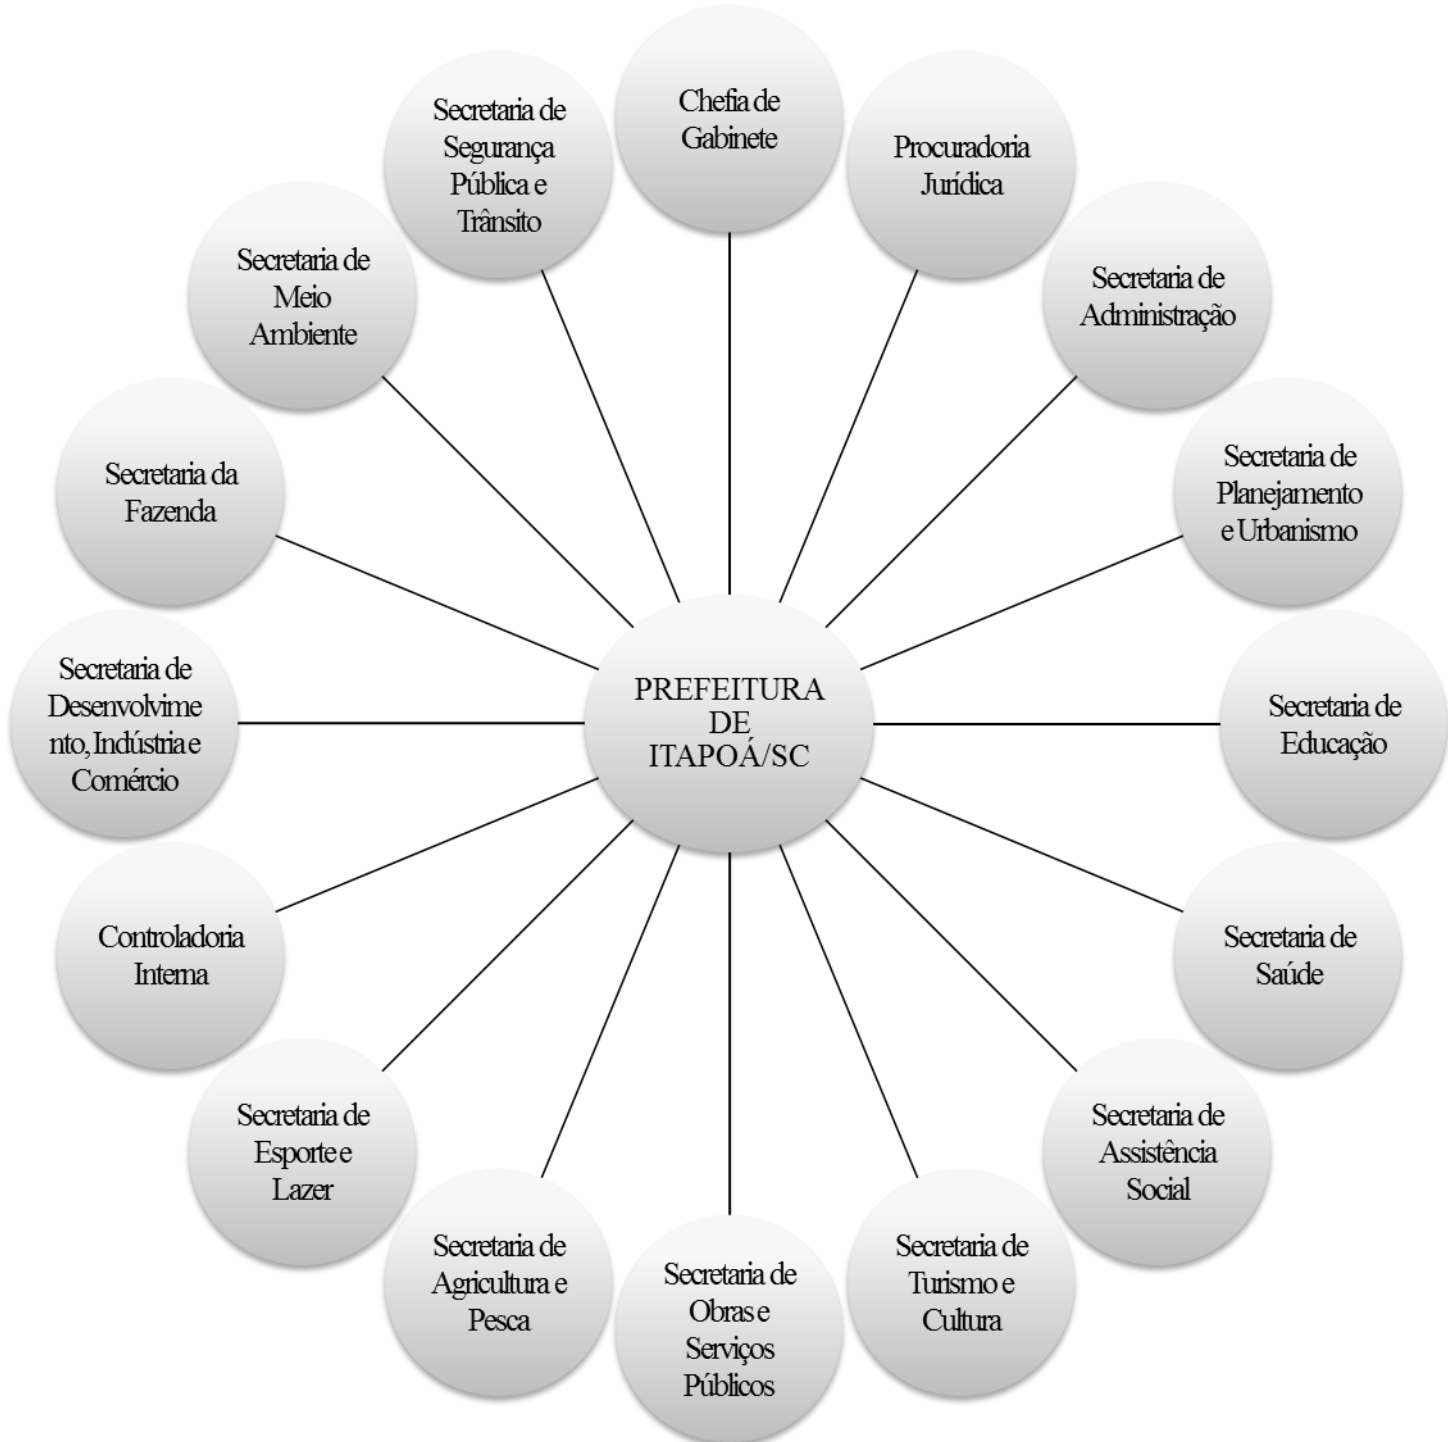 Chefia de
Gabinete
Procuradoria
Jurídica
Secretaria de
Administração
Secretaria de
Planejamento
e Urbanismo
Secretaria de
Educação
Secretaria de
Saúde
Secretaria de
Assistência
Social
Secretaria de
Turismo e
Cultura
Secretaria de
Obras e
Serviços
Públicos
Secretaria de
Agricultura e
Pesca
Secretaria de
Esporte e
Lazer
Controladoria
Interna
Secretaria de
Desenvolvime
nto, Indústria e
Comércio
Secretaria da
Fazenda
Secretaria de
Meio
Ambiente
Secretaria de
Segurança
Pública e
Trânsito
PREFEITURA
DE
ITAPOÁ/SC